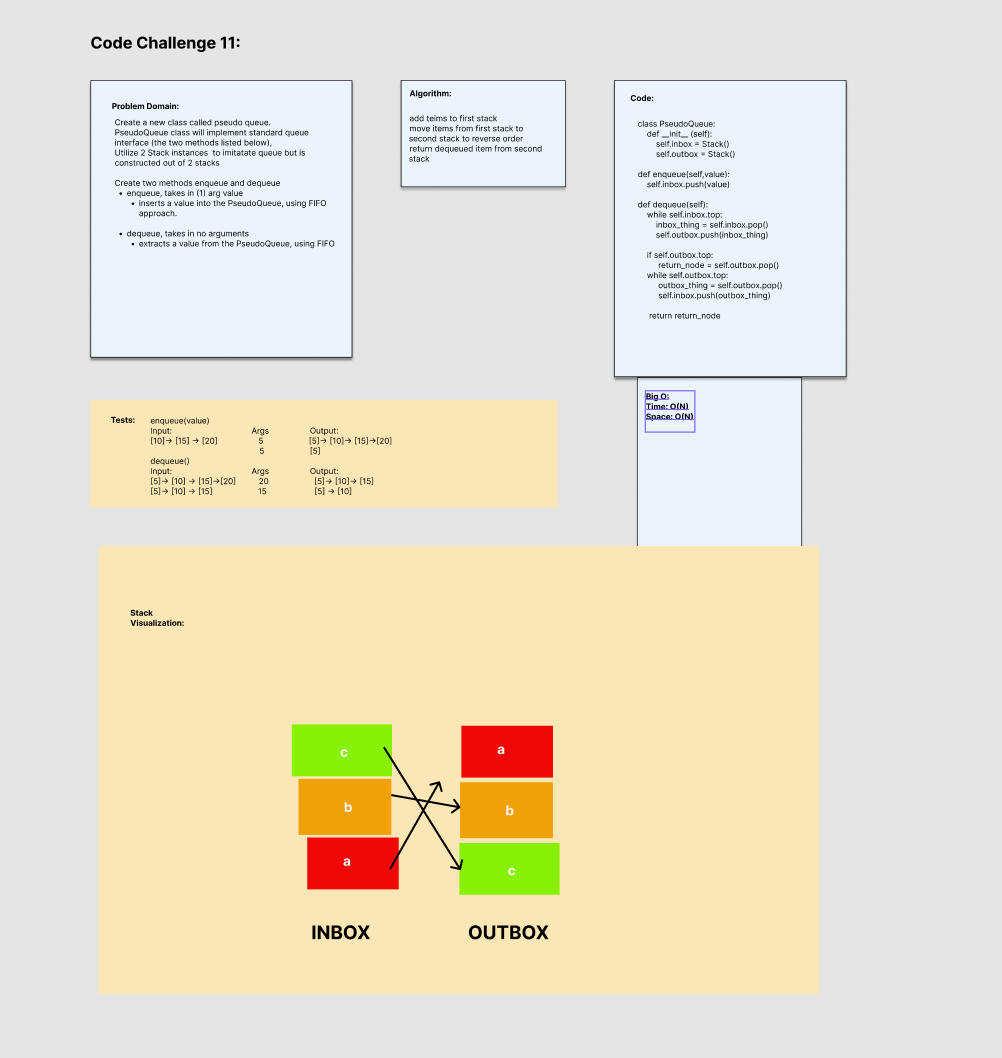 Code Challenge 11:
Problem Domain:
Create a new class called pseudo queue.
PseudoQueue class will implement standard queue
interface (the two methods listed below),
Utilize 2 Stack instances  to imitatate queue but is
constructed out of 2 stacks
Create two methods enqueue and dequeue
• enqueue, takes in (1) arg value
• inserts a value into the PseudoQueue, using FIFO
approach.
• dequeue, takes in no arguments
• extracts a value from the PseudoQueue, using FIFO
Algorithm:
add teims to first stack
move items from first stack to
second stack to reverse order
return dequeued item from second
stack
Code:
class PseudoQueue:
def __init__ (self):
self.inbox = Stack()
self.outbox = Stack()
def enqueue(self,value):
self.inbox.push(value)
def dequeue(self):
while self.inbox.top:
inbox_thing = self.inbox.pop()
self.outbox.push(inbox_thing)
if self.outbox.top:
return_node = self.outbox.pop()
while self.outbox.top:
outbox_thing = self.outbox.pop()
self.inbox.push(outbox_thing)
return return_node
Big O:
Time: O(N)
Space: O(N)
Tests:
enqueue(value)
Input: Args Output:
[10]→ [15] → [20] 5 [5]→ [10]→ [15]→[20]
5 [5]
dequeue()
Input: Args Output:
[5]→ [10] → [15]→[20] 20 [5]→ [10]→ [15]
[5]→ [10] → [15] 15 [5] → [10]
Stack
Visualization:
c a
b b
a c
INBOX OUTBOX